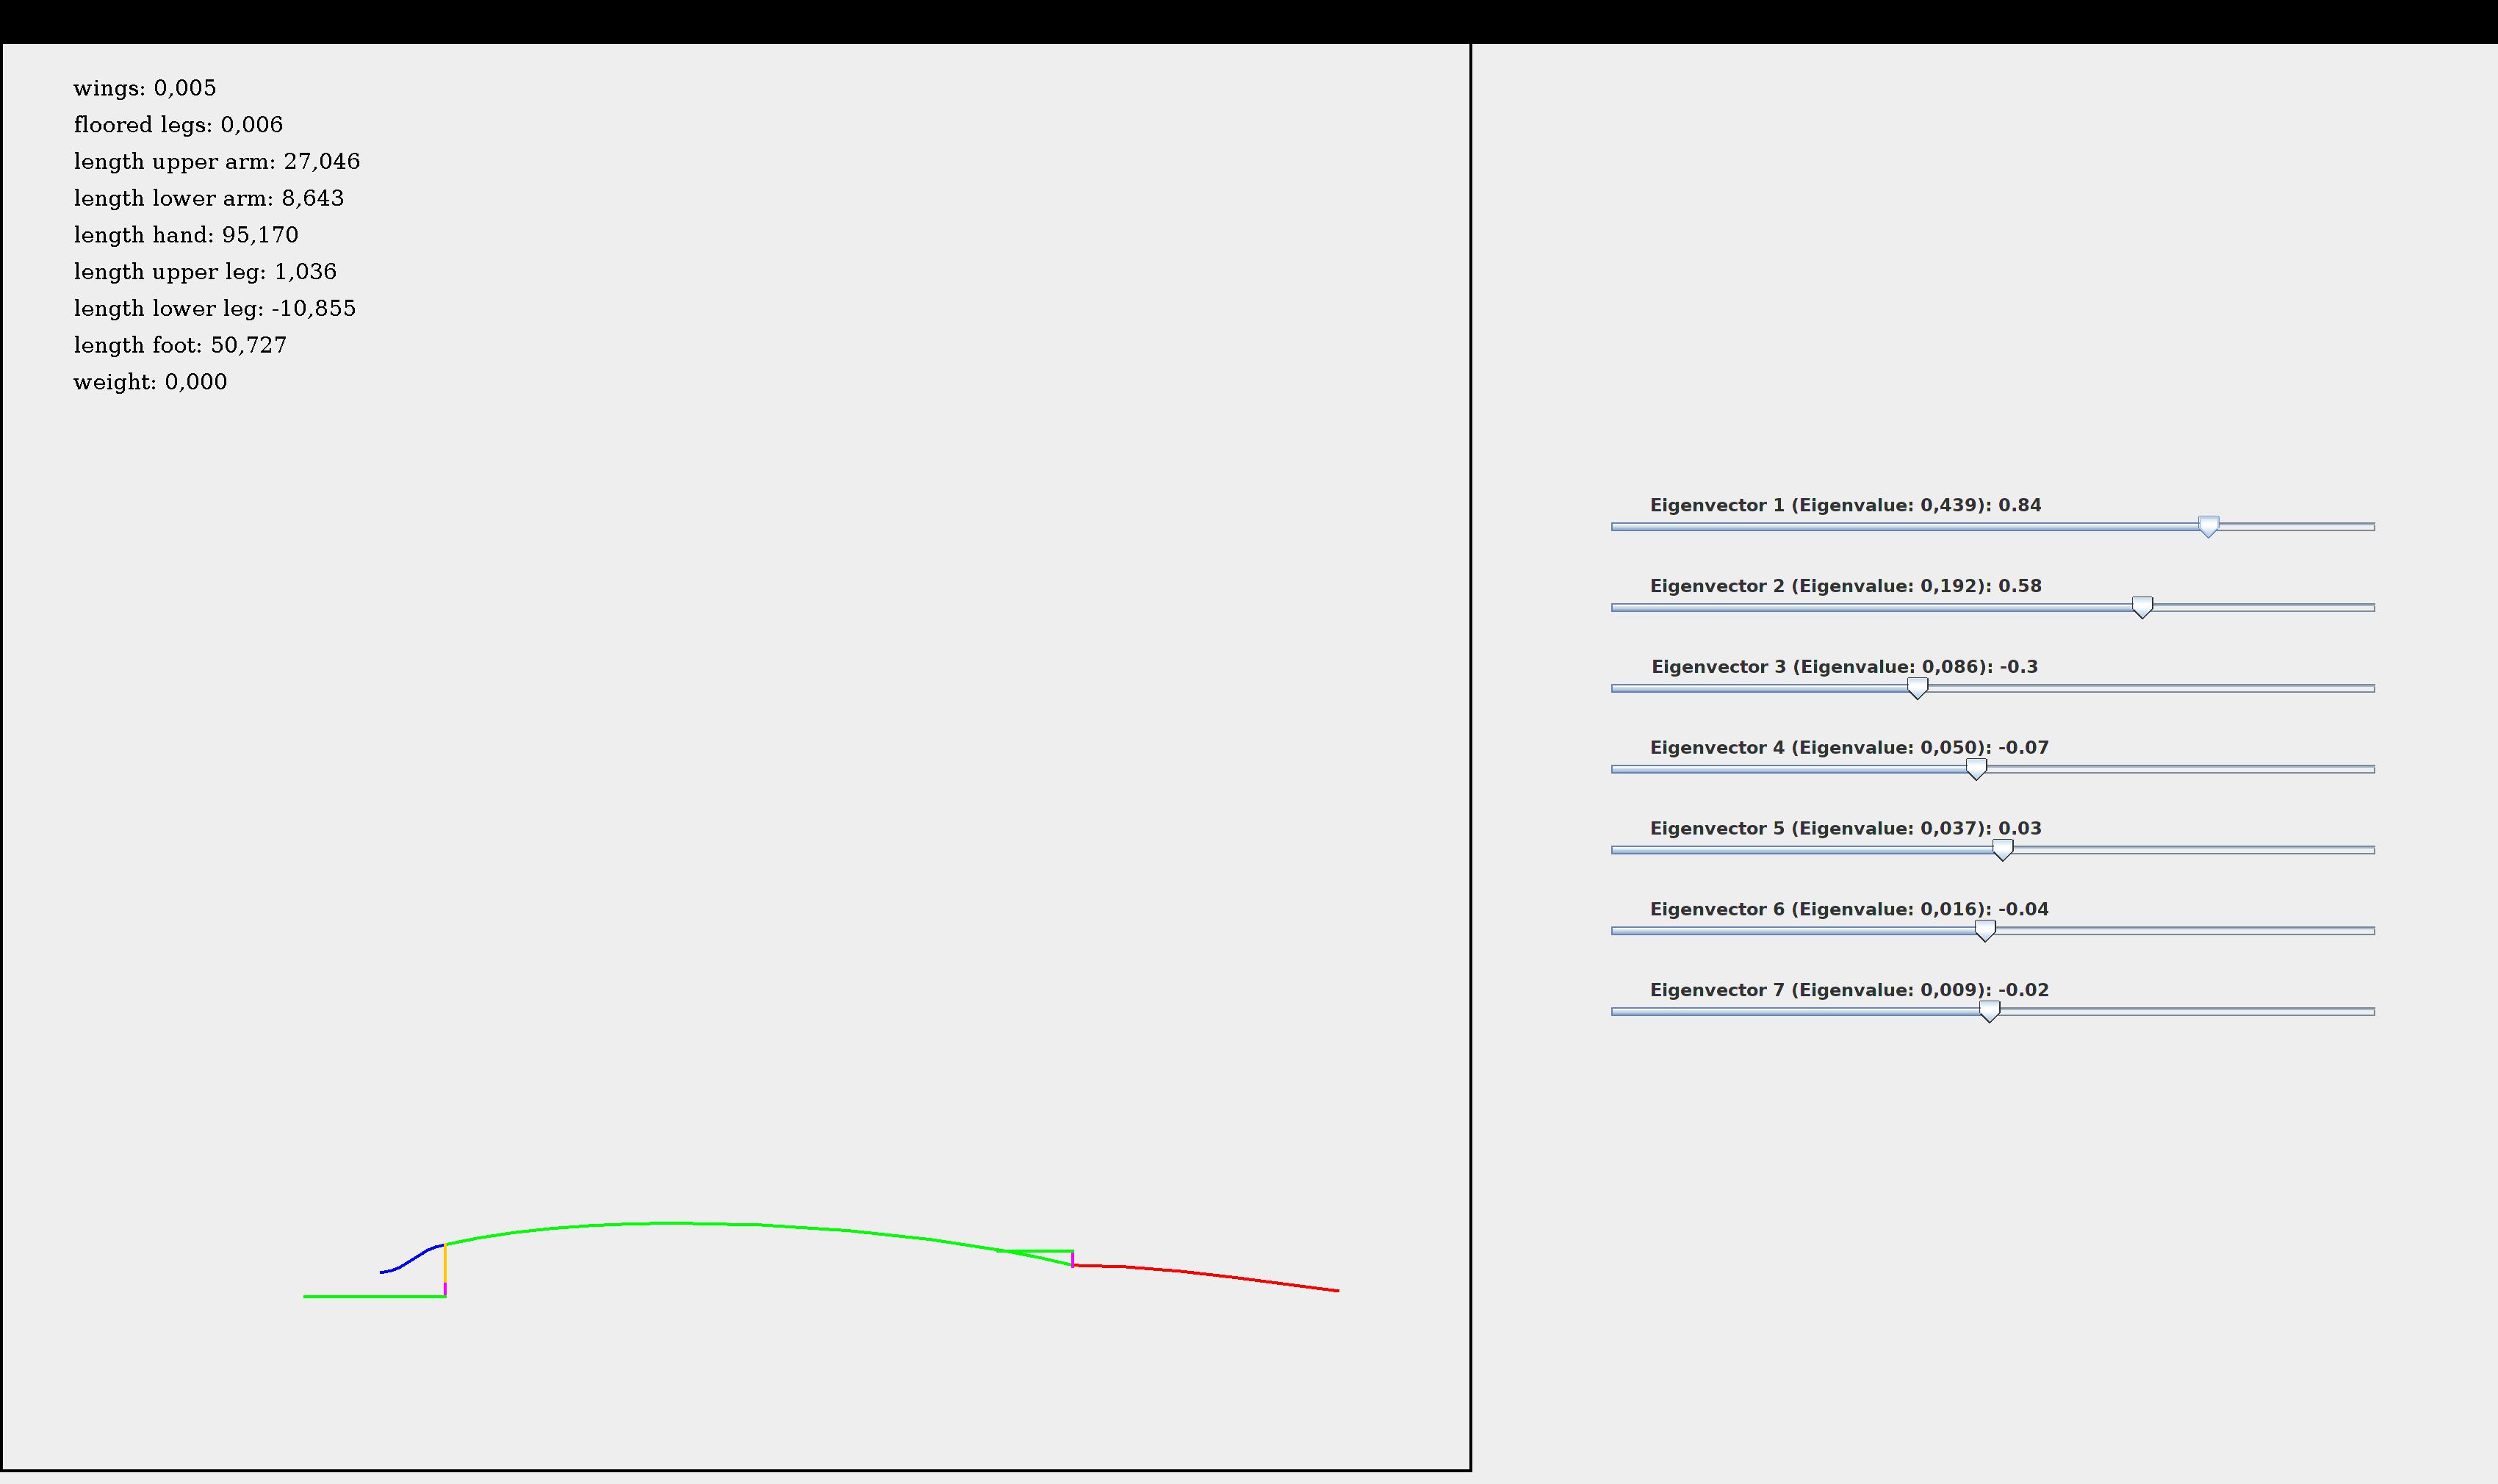 wings: 0,005
floored legs: 0,006
length upper arm: 27,046
length lower arm: 8,643
length hand: 95,170
length upper leg: 1,036
length lower leg: -10,855
length foot: 50,727
weight: 0,000
Eigenvector 1 (Eigenvalue: 0,439): 0.84
Eigenvector 2 (Eigenvalue: 0,192): 0.58
Eigenvector 3 (Eigenvalue: 0,086): -0.3
Eigenvector 4 (Eigenvalue: 0,050): -0.07
Eigenvector 5 (Eigenvalue: 0,037): 0.03
Eigenvector 6 (Eigenvalue: 0,016): -0.04
Eigenvector 7 (Eigenvalue: 0,009): -0.02